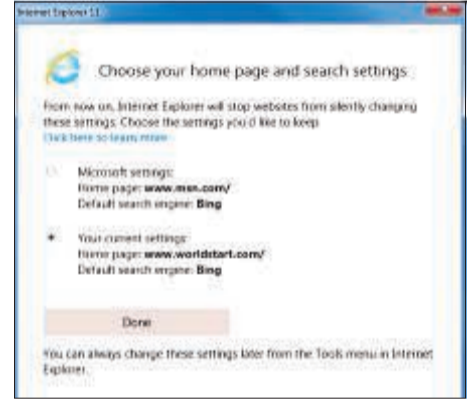 Internet Explorer 11
Choose your home page and search settings
From now on, Internet Explorer will stop websites from silently changing
these settings. Choose the settings you'd like to keep
Click here to learn more
Microsoft settings:
Home page: www.msn.com/
Default search engine: Bing
Your current settings:
Home page: www.worldstart.com/
Default search engine: Bing
Done
You can always change these settings later from the Tools menu in Internet
Explorer.